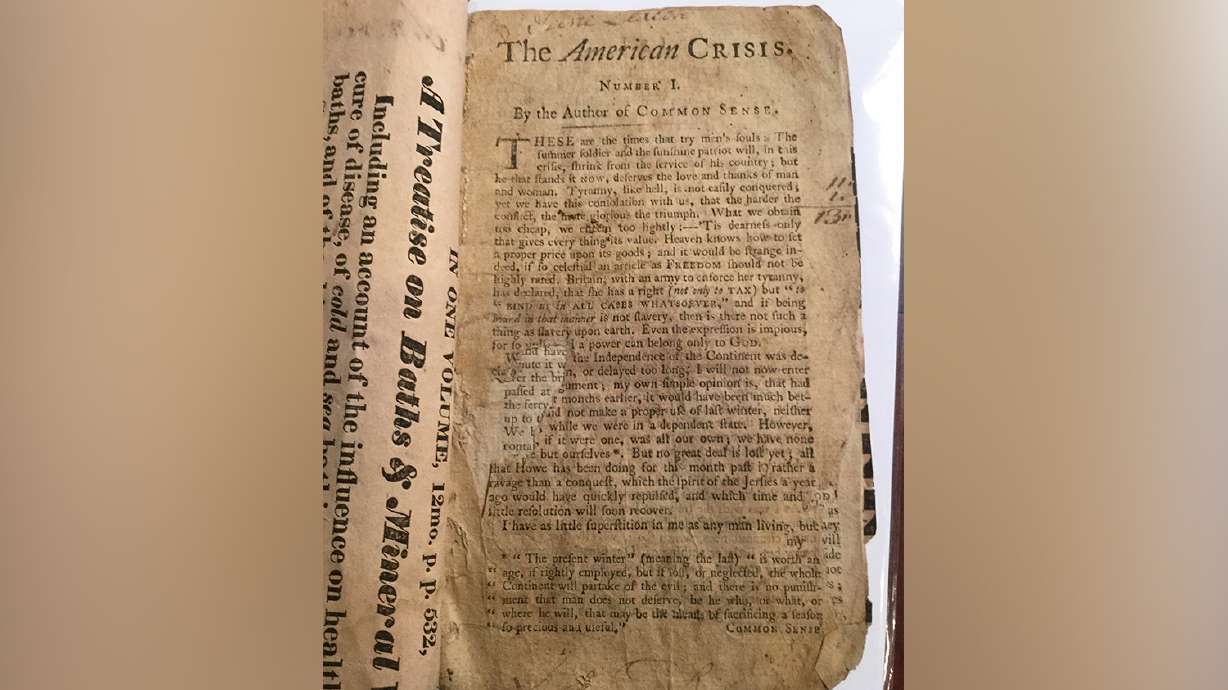 The American CRISIS.
NUMBER I.
By the Author of COMMON SENSE.
THESE are the times that try men's souls: The
summer soldier and the sunshine patriot will, in this
crisis, shrink from the service of his country; but
he that stands it NOW, deserves the love and thanks of man
and woman. Tyranny, like hell, is not easily conquered;
yet we have this consolation with us, that the harder the
conflict, the more glorious the triumph. What we obtain
too cheap, we esteem too lightly:—'Tis dearness only
that gives every thing its value. Heaven knows how to set
a proper price upon its goods; and it would be strange in-
deed, if so celestial an article as FREEDOM should not be
highly rated. Britain, with an army to enforce her tyranny,
has declared, that she has a right (not only to TAX) but "to
" BIND us in ALL CASES WHATSOEVER," and if being
bound in that manner is not slavery, then is there not such a
thing as slavery upon earth. Even the expression is impious,
for so a power can belong only to GOD.
the Independence of the Continent was de-
or delayed too long, I will not now enter
my own simple opinion is, that had
months earlier, it would have been much bet-
not make a proper use of last winter, neither
while we were in a dependent state. However,
, if it were one, was all our own; we have none
but ourselves*. But no great deal is lost yet; all
that Howe has been doing for this month past is rather a
ravage than a conquest, which the spirit of the Jersies a year
ago would have quickly repulsed, and which time and
little resolution will soon recover.
I have as little superstition in me as any man living, but
my
* " The present winter" (meaning the last) " is worth an
" age, if rightly employed, but if lost, or neglected, the whole
" Continent will partake of the evil; and there is no punish-
" ment that man does not deserve, be he who, or what, or
" where he will, that may be the means of sacrificing a season
" so precious and useful."
COMMON SENSE.
and have
over the
passed at
the ferry
up to
We
IN ONE VOLUME, 12mo. p. p. 532,
A Treatise on Baths & Mineral
Including an account of the influence on health
cure of disease, of cold and sea
baths, and of